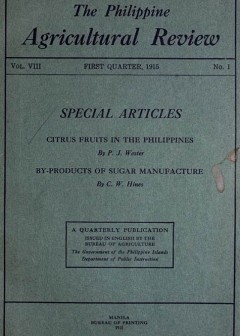 The Philippine
Agricultural Review
VOL. VIII FIRST QUARTER, 1915 No. 1
SPECIAL ARTICLES
CITRUS FRUITS IN THE PHILIPPINES
By P. J. Wester
BY-PRODUCTS OF SUGAR MANUFACTURE
By C. W. Hines
A QUARTERLY PUBLICATION
ISSUED IN ENGLISH BY THE
BUREAU OF AGRICULTURE
The Government of the Philippine Islands
Department of Public Instruction
MANILA
BUREAU OF PRINTING
1915